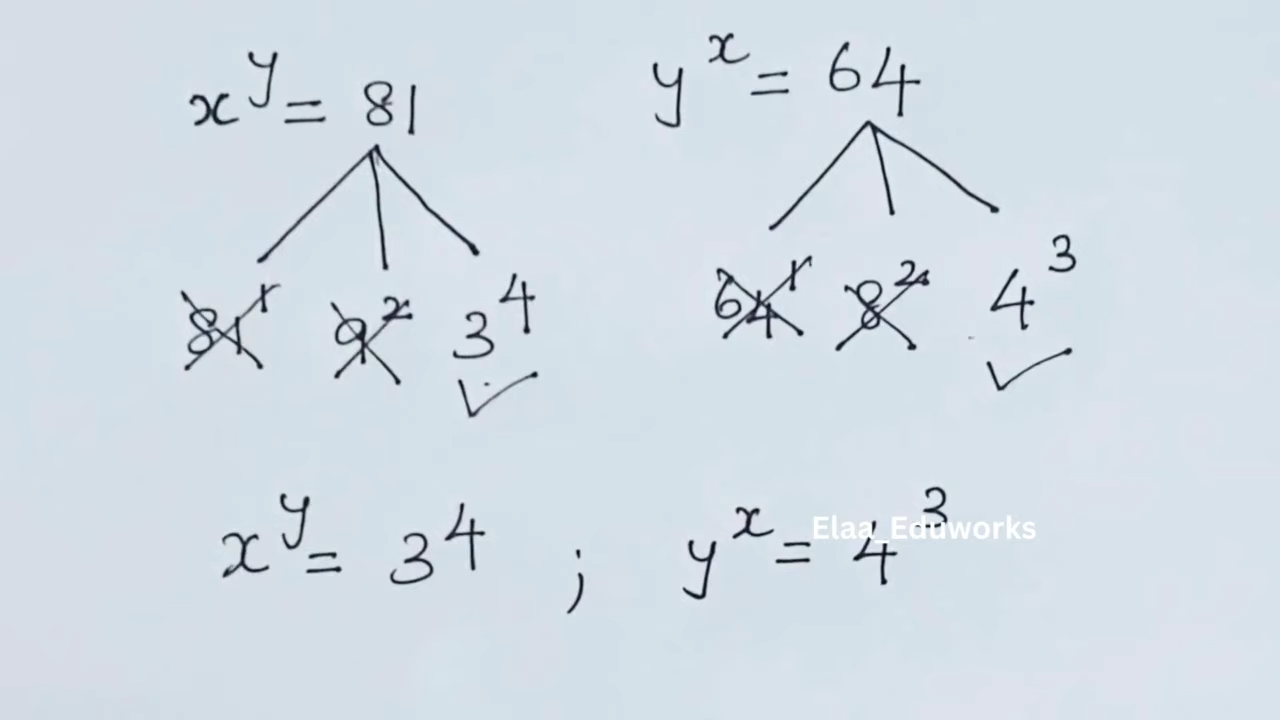 x^y = 81    y^x = 64
81^1  9^2  3^4    64^1  8^2  4^3
x^y = 3^4 ; y^x = 4^3
Elaa_Eduworks